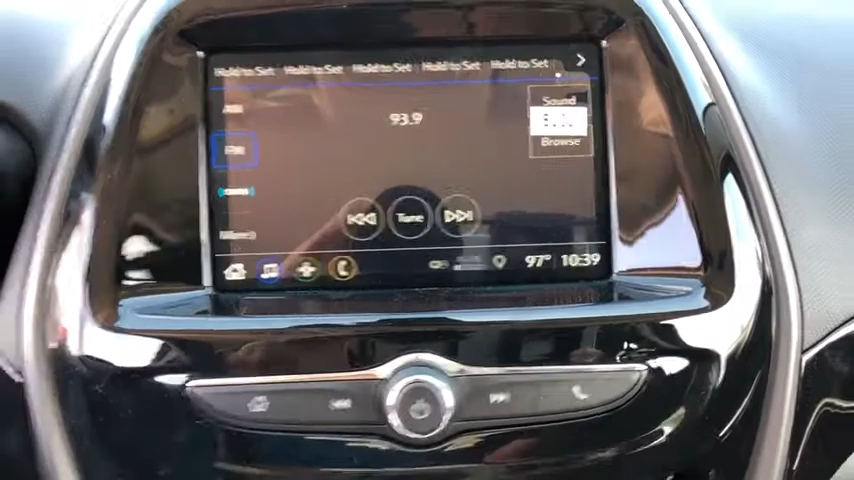 Hold to Set Hold to Set Hold to Set Hold to Set Hold to Set >
Sound
93.9
FM
Browse
Tune
97° 10:39